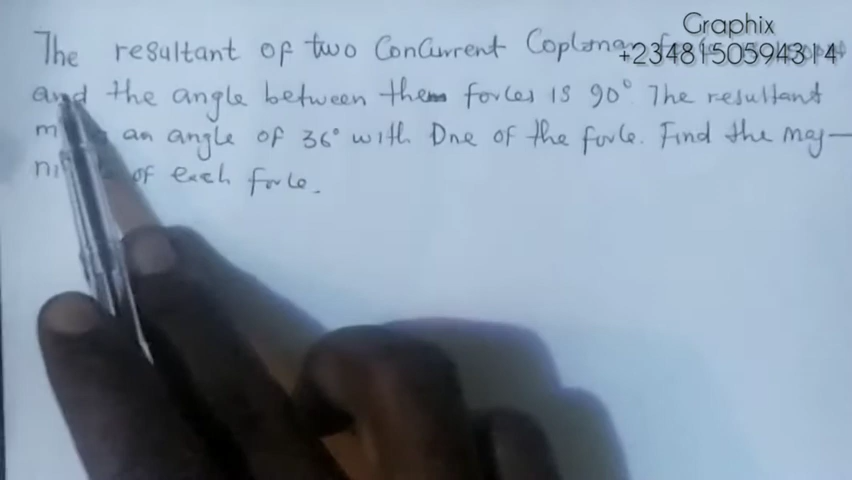 Graphix
+2348150594314
The resultant of two Concurrent Coplanar
and the angle between them forces is 90°. The resultant
an angle of 36° with One of the force. Find the mag-
of each force.